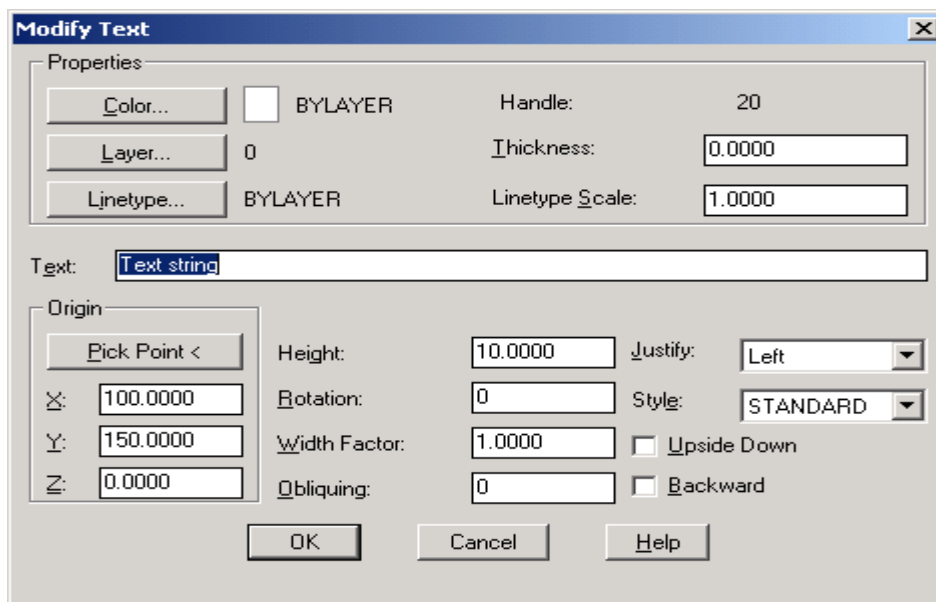 Modify Text
Properties
Color... BYLAYER Handle: 20
Layer... 0 Thickness: 0.0000
Linetype... BYLAYER Linetype Scale: 1.0000
Text: Text string
Origin
Pick Point < Height: 10.0000 Justify: Left
X: 100.0000 Rotation: 0 Style: STANDARD
Y: 150.0000 Width Factor: 1.0000 Upside Down
Z: 0.0000 Obliquing: 0 Backward
OK Cancel Help